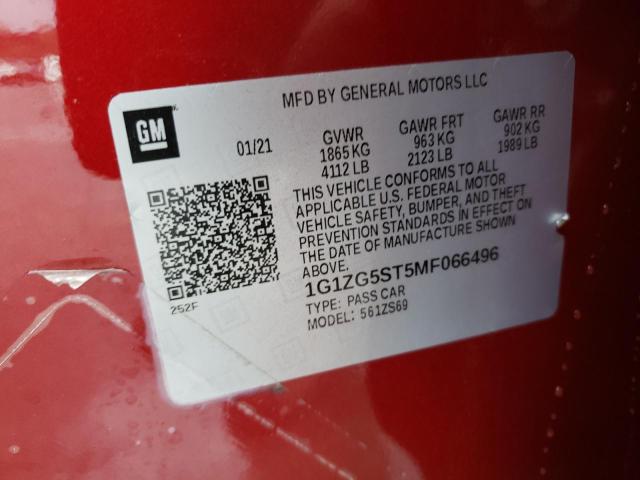 MFD BY GENERAL MOTORS LLC
GM
01/21
GVWR
1865 KG
4112 LB
GAWR FRT
963 KG
2123 LB
GAWR RR
902 KG
1989 LB
THIS VEHICLE CONFORMS TO ALL
APPLICABLE U.S. FEDERAL MOTOR
VEHICLE SAFETY, BUMPER, AND THEFT
PREVENTION STANDARDS IN EFFECT ON
DATE OF MANUFACTURE SHOWN
ABOVE.
1G1ZG5ST5MF066496
TYPE: PASS CAR
MODEL: 561ZS69
252F